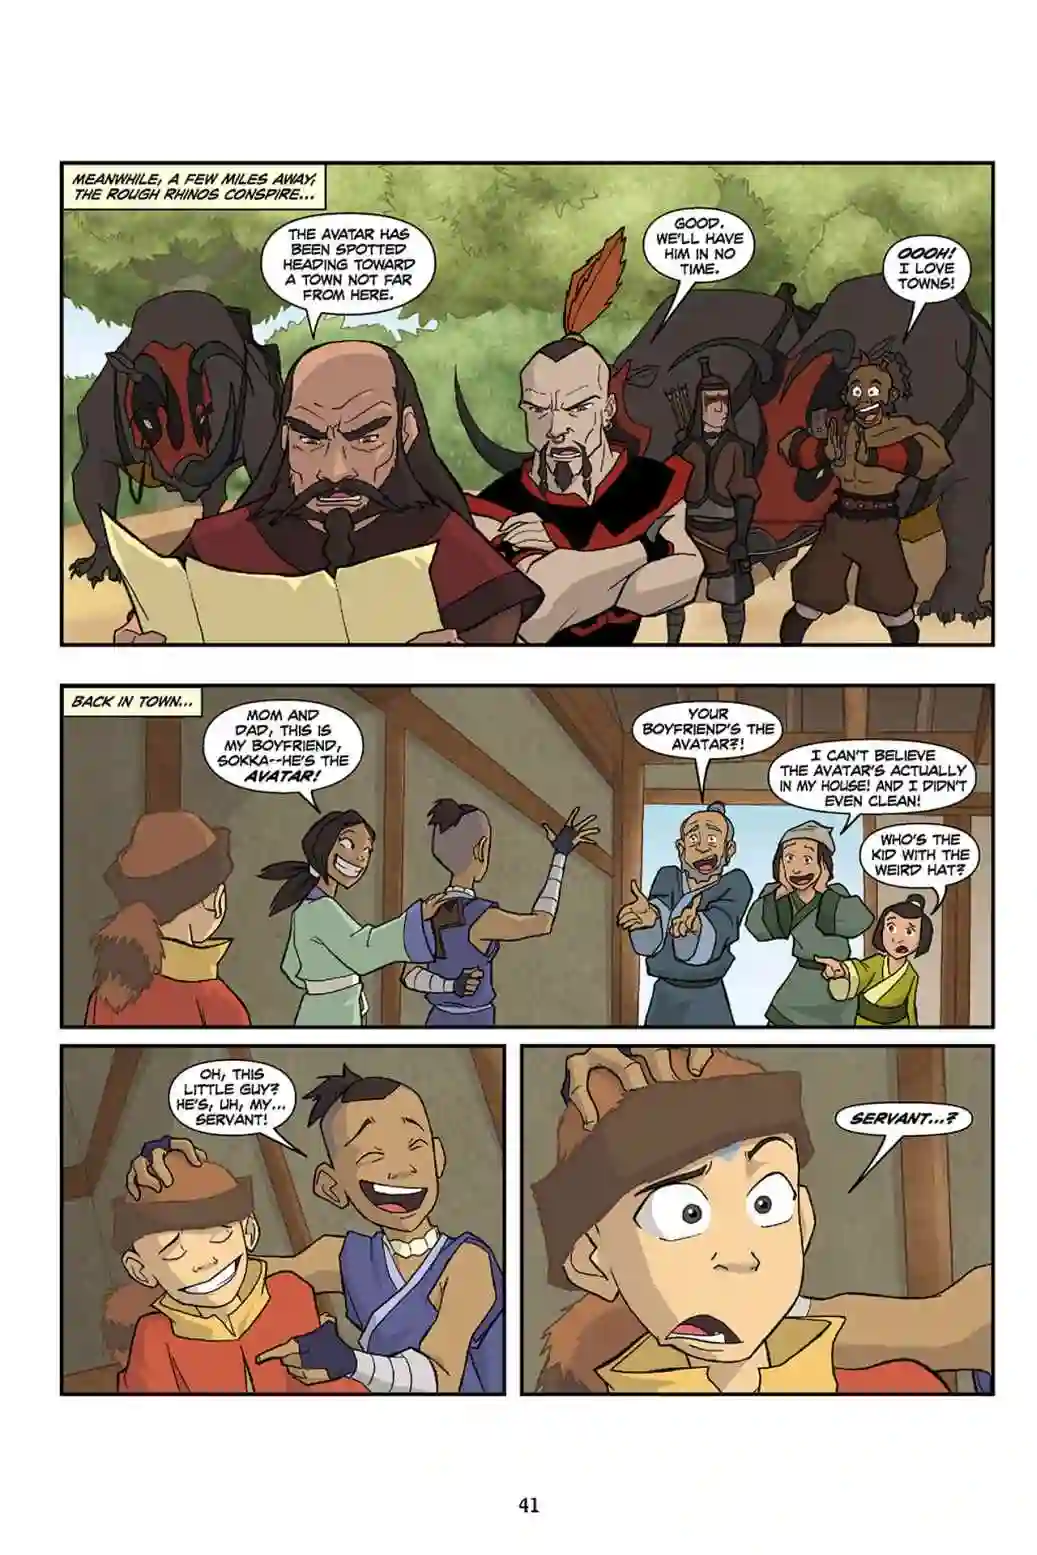 MEANWHILE, A FEW MILES AWAY,
THE ROUGH RHINOS CONSPIRE...
THE AVATAR HAS
BEEN SPOTTED
HEADING TOWARD
A TOWN NOT FAR
FROM HERE.
GOOD.
WE'LL HAVE
HIM IN NO
TIME.
OOOH!
I LOVE
TOWNS!
BACK IN TOWN...
MOM AND
DAD, THIS IS
MY BOYFRIEND,
SOKKA--HE'S THE
AVATAR!
YOUR
BOYFRIEND'S THE
AVATAR?!
I CAN'T BELIEVE
THE AVATAR'S ACTUALLY
IN MY HOUSE! AND I DIDN'T
EVEN CLEAN!
WHO'S THE
KID WITH THE
WEIRD HAT?
OH, THIS
LITTLE GUY?
HE'S, UH, MY...
SERVANT!
SERVANT...?
41